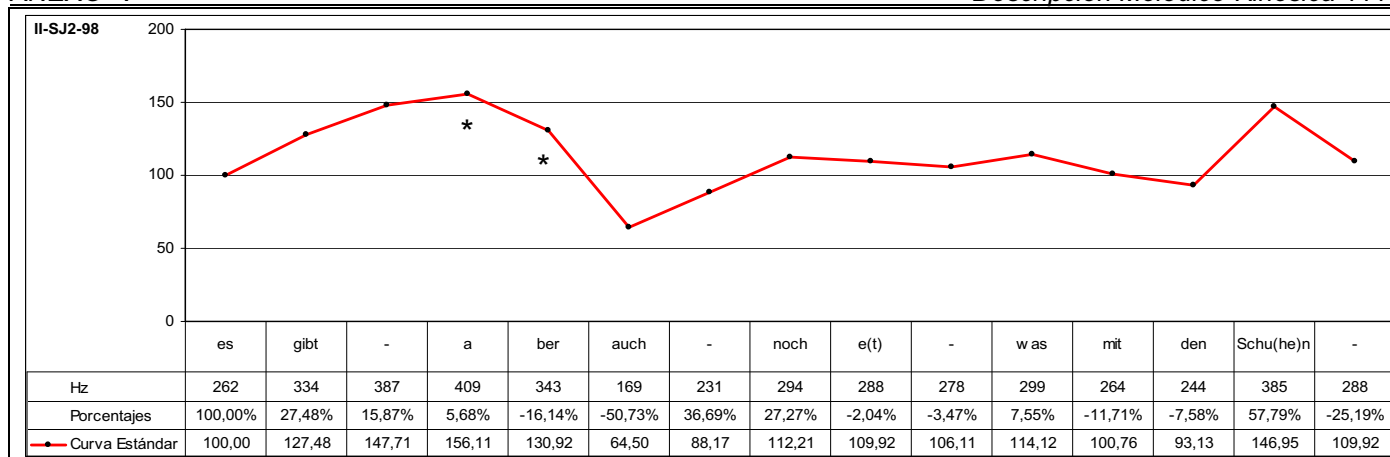 II-SJ2-98
200
150
*
*
100
50
0
es gibt - a ber auch - noch e(t) - was mit den Schu(he)n -
Hz 262 334 387 409 343 169 231 294 288 278 299 264 244 385 288
Porcentajes 100,00% 27,48% 15,87% 5,68% -16,14% -50,73% 36,69% 27,27% -2,04% -3,47% 7,55% -11,71% -7,58% 57,79% -25,19%
Curva Estándar 100,00 127,48 147,71 156,11 130,92 64,50 88,17 112,21 109,92 106,11 114,12 100,76 93,13 146,95 109,92